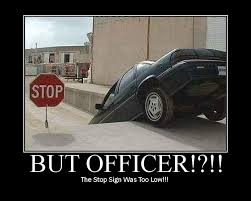 STOP
BUT OFFICER!?!!
The Stop Sign Was Too Low!!!